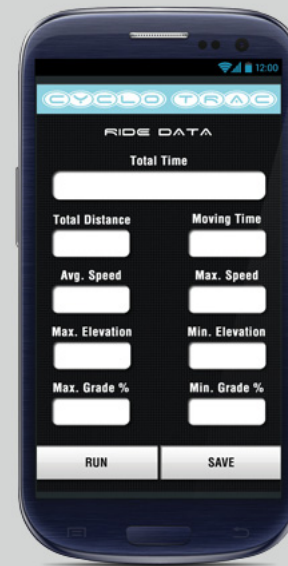 12:00
CYCLO TRAC
RIDE DATA
Total Time
Total Distance Moving Time
Avg. Speed Max. Speed
Max. Elevation Min. Elevation
Max. Grade % Min. Grade %
RUN SAVE